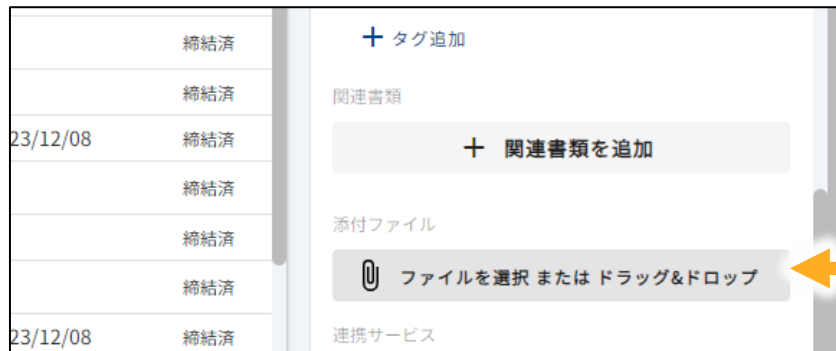 締結済
締結済
23/12/08 締結済
締結済
締結済
締結済
23/12/08 締結済
+ タグ追加
関連書類
+ 関連書類を追加
添付ファイル
ファイルを選択 または ドラッグ&ドロップ
連携サービス